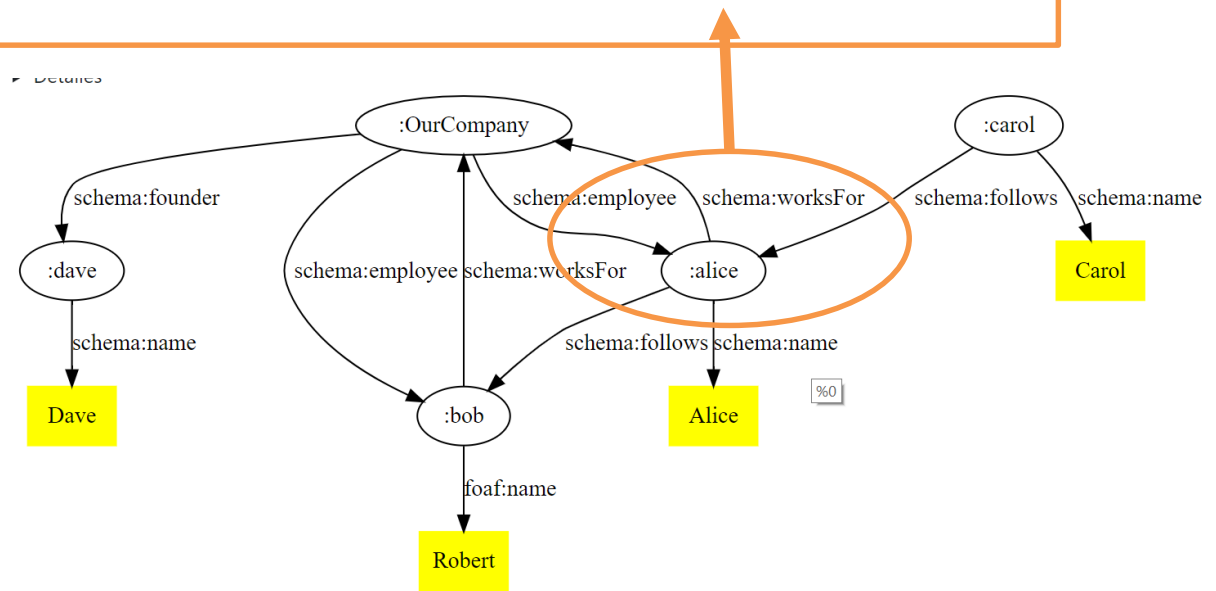 :OurCompany :carol
schema:founder schema:employee schema:worksFor schema:follows schema:name
:dave schema:employee schema:worksFor :alice Carol
schema:name schema:follows schema:name
%0
Dave :bob Alice
foaf:name
Robert